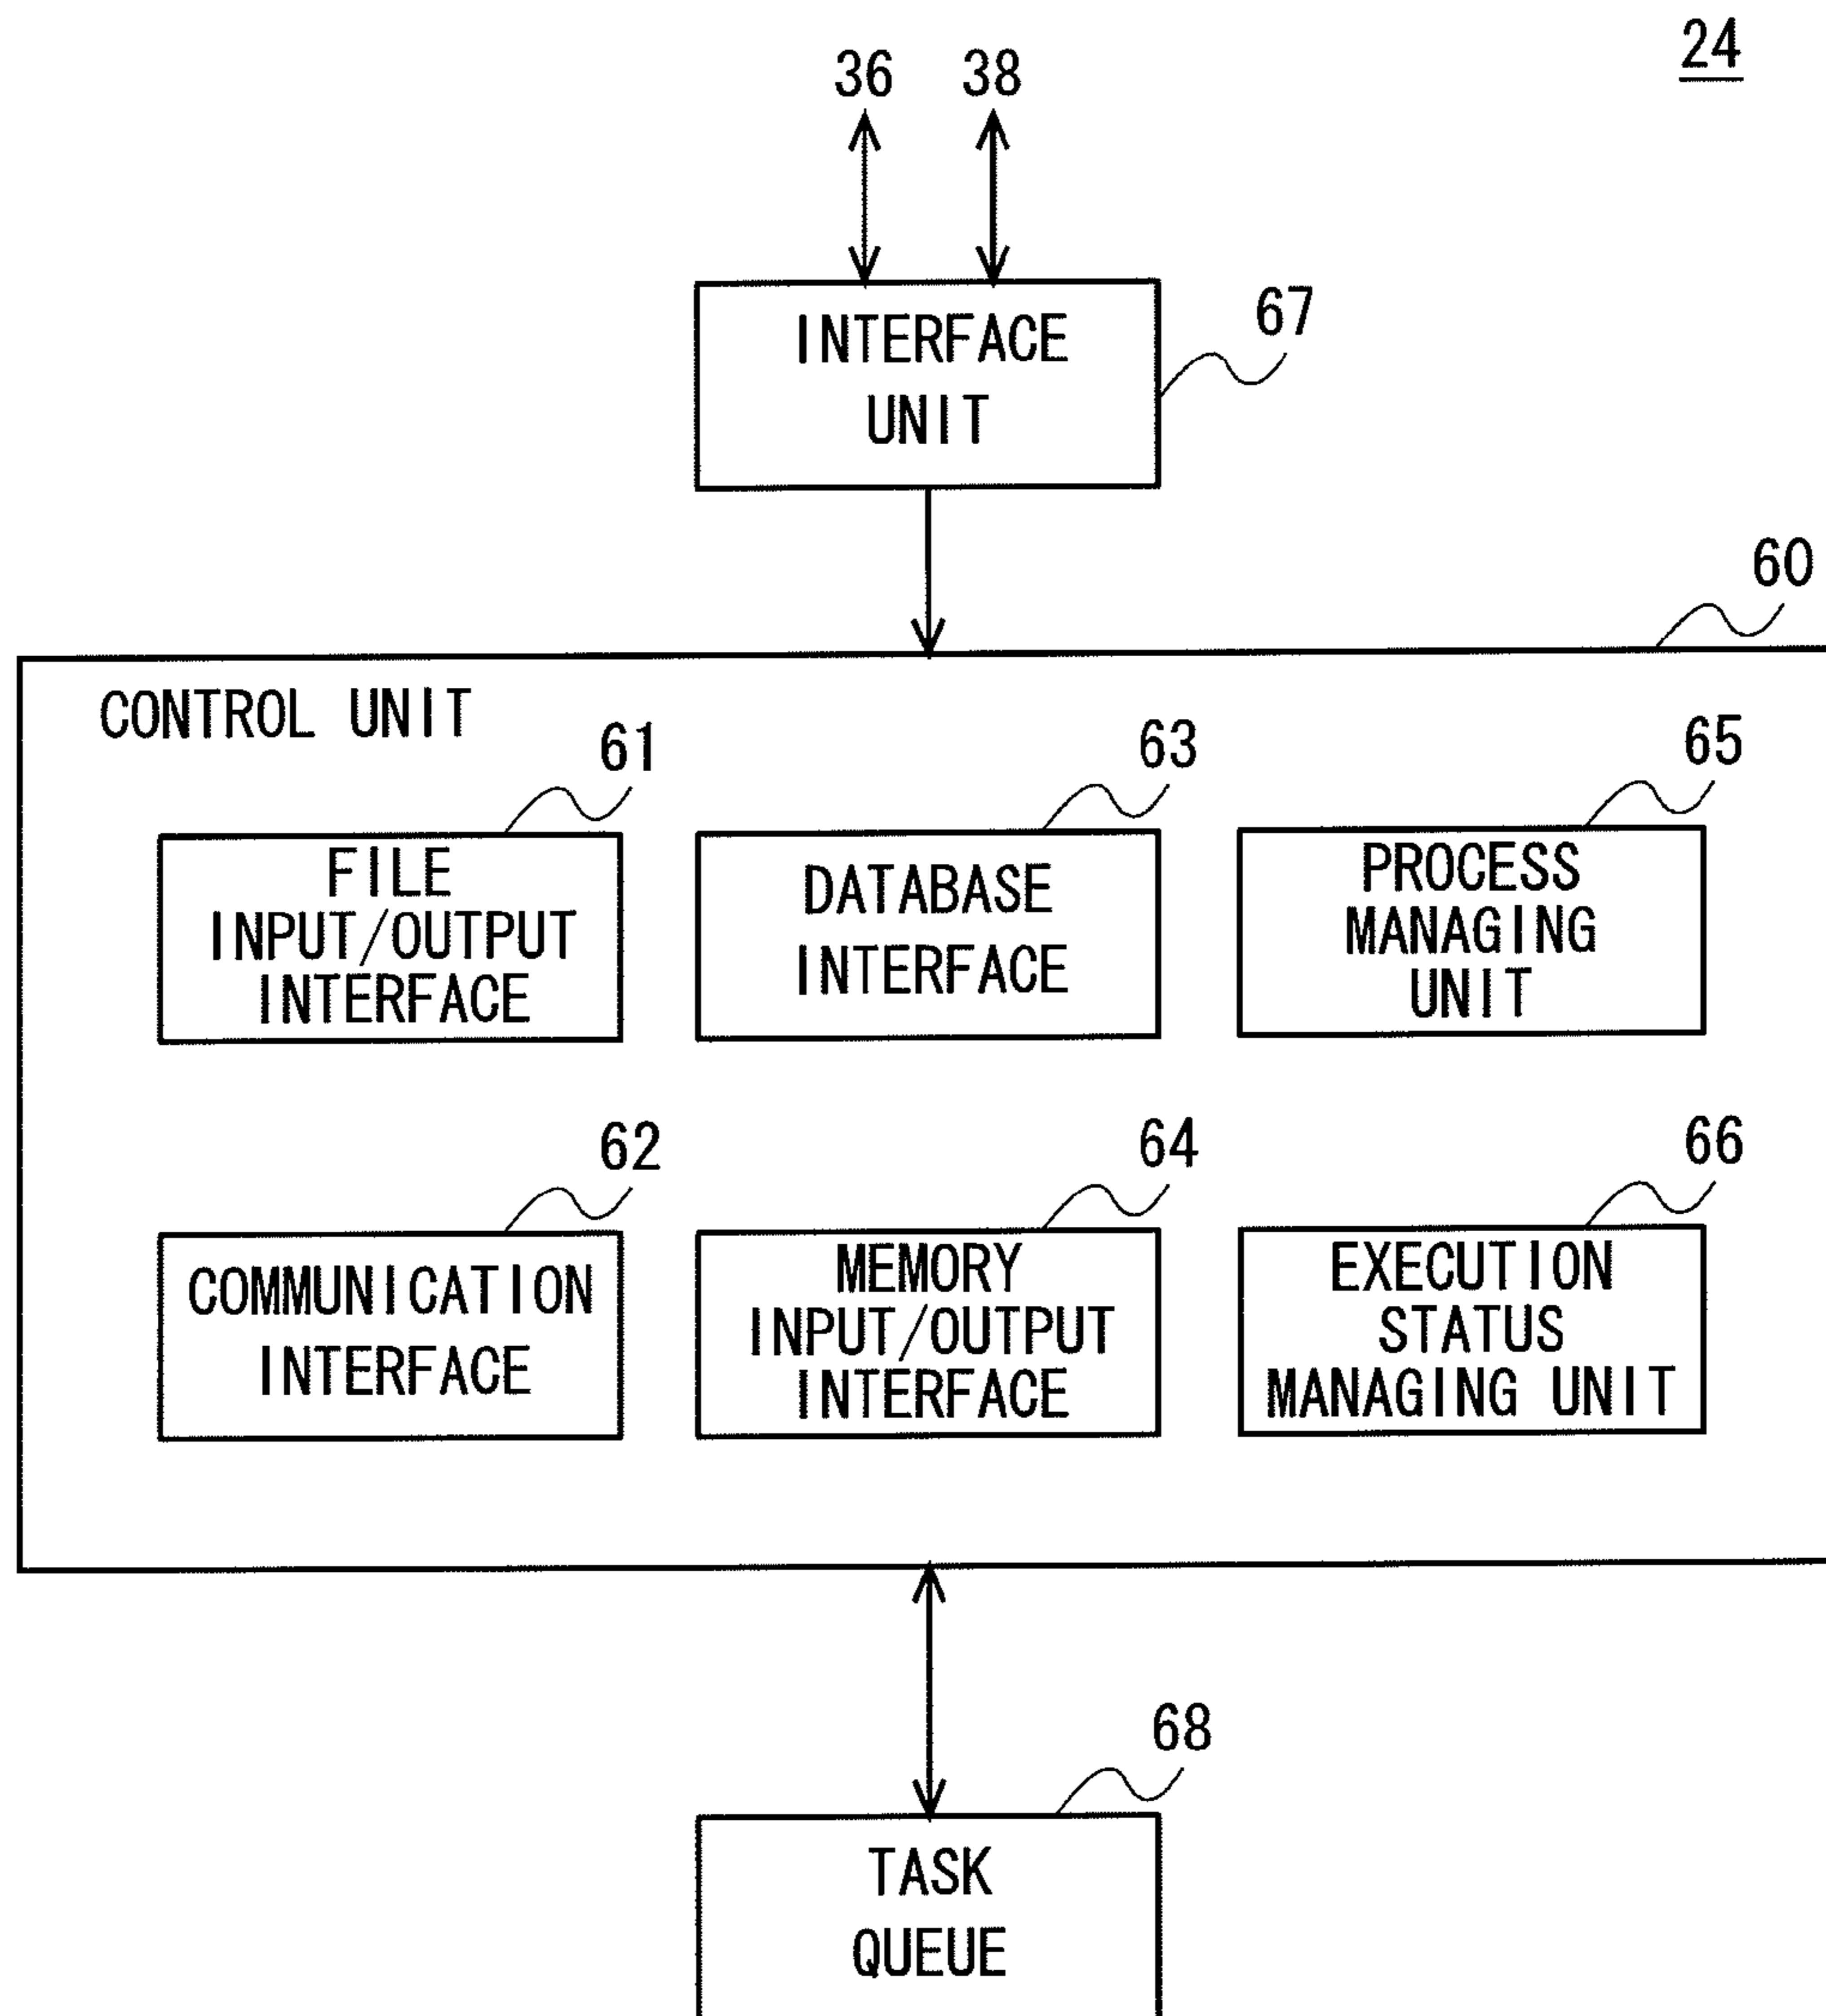 24
36 38
INTERFACE
UNIT
67
60
CONTROL UNIT
61
FILE
INPUT/OUTPUT
INTERFACE
63
DATABASE
INTERFACE
65
PROCESS
MANAGING
UNIT
62
COMMUNICATION
INTERFACE
64
MEMORY
INPUT/OUTPUT
INTERFACE
66
EXECUTION
STATUS
MANAGING UNIT
68
TASK
QUEUE